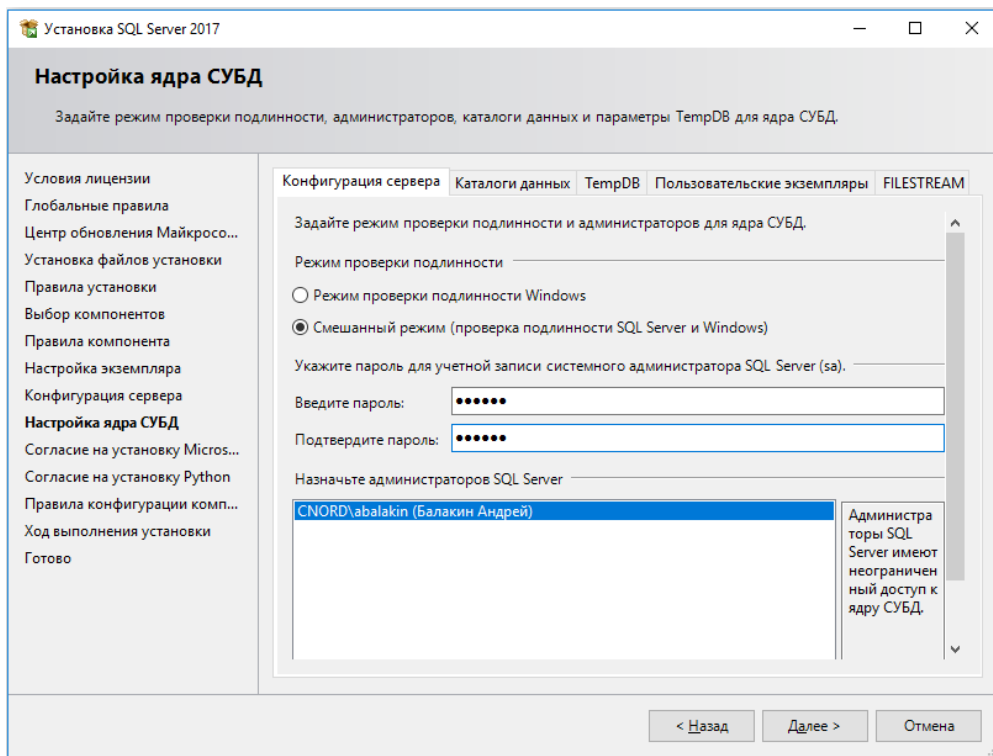 Установка SQL Server 2017
Настройка ядра СУБД
Задайте режим проверки подлинности, администраторов, каталоги данных и параметры TempDB для ядра СУБД.
Условия лицензии
Глобальные правила
Центр обновления Майкросо...
Установка файлов установки
Правила установки
Выбор компонентов
Правила компонента
Настройка экземпляра
Конфигурация сервера
Настройка ядра СУБД
Согласие на установку Micros...
Согласие на установку Python
Правила конфигурации комп...
Ход выполнения установки
Готово
Конфигурация сервера
Каталоги данных
TempDB
Пользовательские экземпляры
FILESTREAM
Задайте режим проверки подлинности и администраторов для ядра СУБД.
Режим проверки подлинности
Режим проверки подлинности Windows
Смешанный режим (проверка подлинности SQL Server и Windows)
Укажите пароль для учетной записи системного администратора SQL Server (sa).
Введите пароль: ●●●●●●
Подтвердите пароль: ●●●●●●
Назначьте администраторов SQL Server
CNORD\abalakin (Балакин Андрей)
Администра
торы SQL
Server имеют
неограничен
ный доступ к
ядру СУБД.
< Назад
Далее >
Отмена